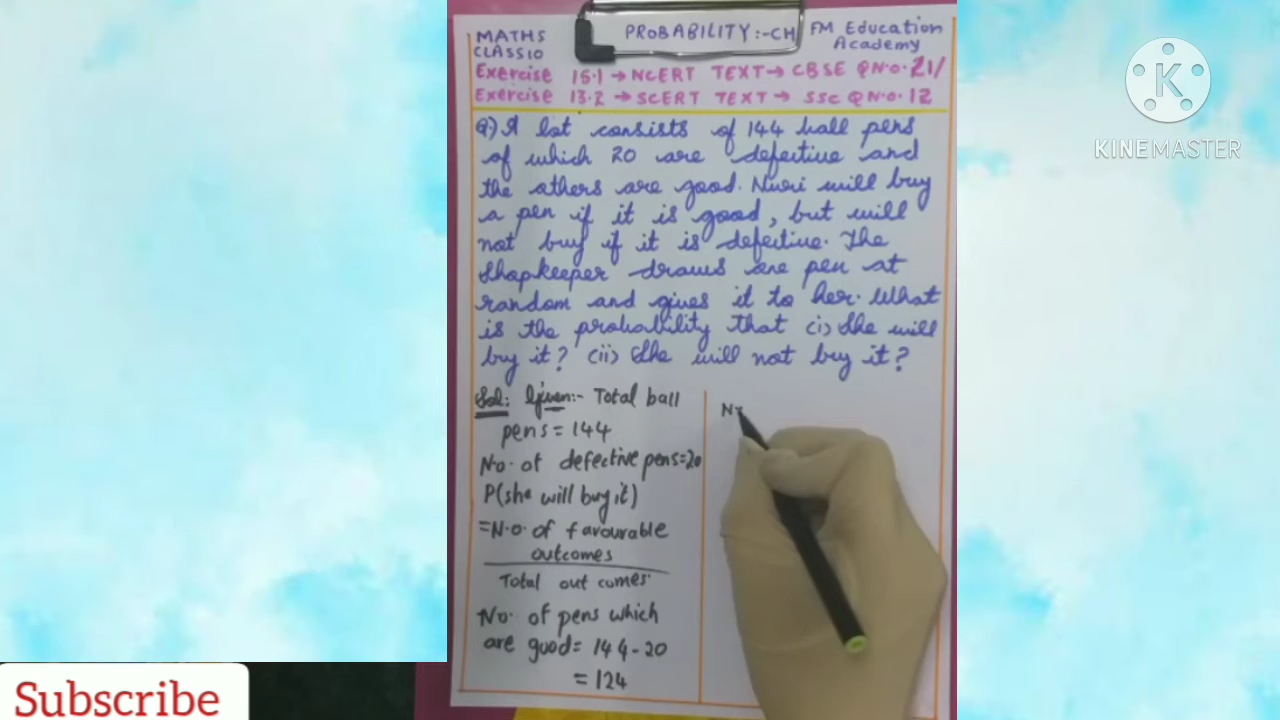 MATHS
CLASS10
PROBABILITY:-CH
FM Education
Academy
Exercise 15.1 → NCERT TEXT → CBSE QN.O.21/
Exercise 13.2 → SCERT TEXT → SSC QN.O.12
Q) A lot consists of 144 ball pens
of which 20 are defective and
the others are good. Nuri will buy
a pen if it is good, but will
not buy if it is defective. The
Shopkeeper draws one pen at
random and gives it to her. What
is the probability that (i) She will
buy it? (ii) She will not buy it?
Sol: Given:- Total ball
pens = 144
No. of defective pens=20
P(she will buy it)
=N.O. of favourable
outcomes
Total out comes
No. of pens which
are good = 144-20
= 124
N
K
KINEMASTER
Subscribe